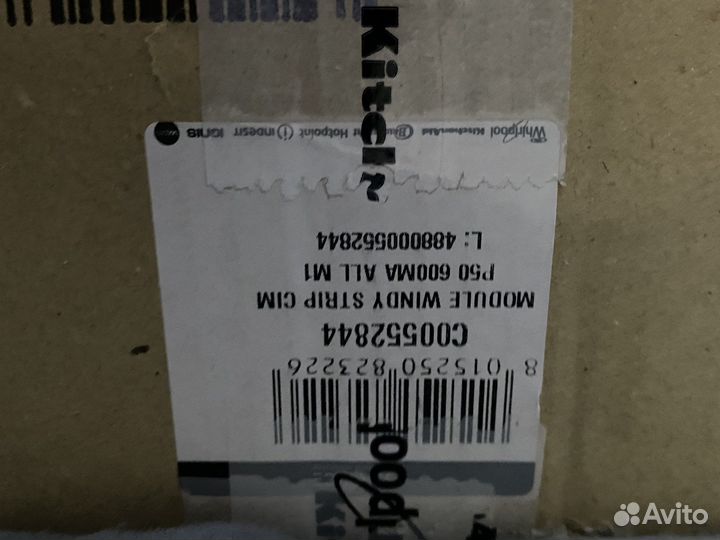 Whirlpool KitchenAid Hotpoint indesit IGNIS
L: 488000552844
P50 600MA ALL M1
MODULE WINDY STRIP CIM
C00552844
8 015250 823226
Kitch
Avito